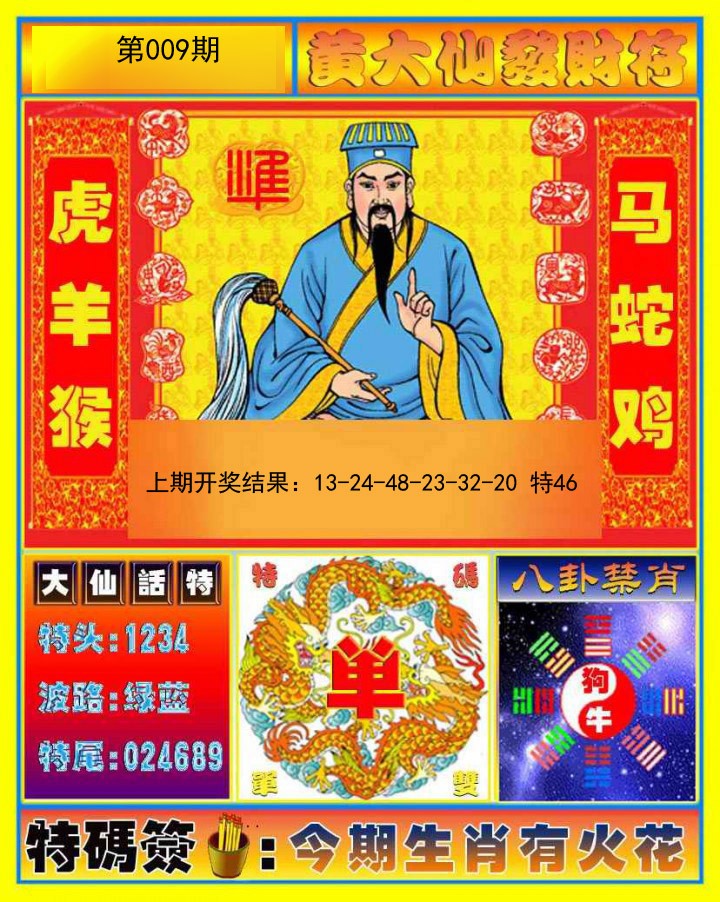 第009期
黄大仙發財符
虎羊猴
马蛇鸡
上期开奖结果：13-24-48-23-32-20 特46
大仙話特
特头:1234
波路:绿蓝
特尾:024689
特碼
单
單雙
八卦禁肖
狗
牛
特碼簽:今期生肖有火花